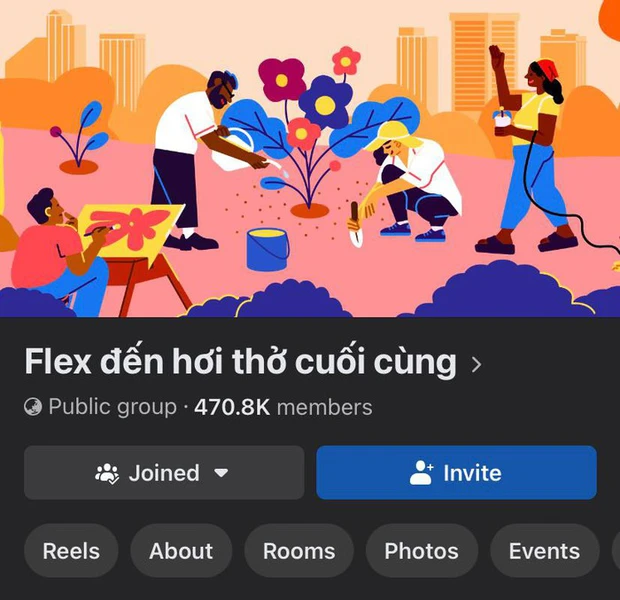 Flex đến hơi thở cuối cùng
Public group · 470.8K members
Joined
Invite
Reels
About
Rooms
Photos
Events